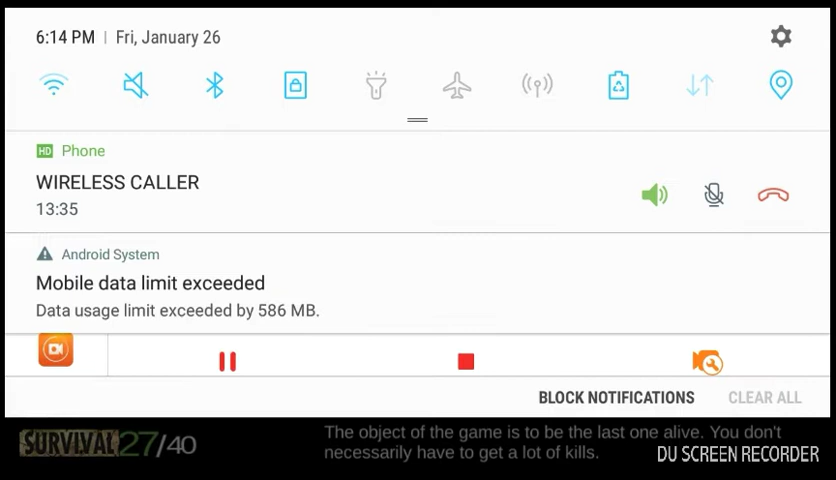 6:14 PM | Fri, January 26
HD Phone
WIRELESS CALLER
13:35
Android System
Mobile data limit exceeded
Data usage limit exceeded by 586 MB.
BLOCK NOTIFICATIONS CLEAR ALL
SURVIVAL 27/40
The object of the game is to be the last one alive. You don't
necessarily have to get a lot of kills.
DU SCREEN RECORDER